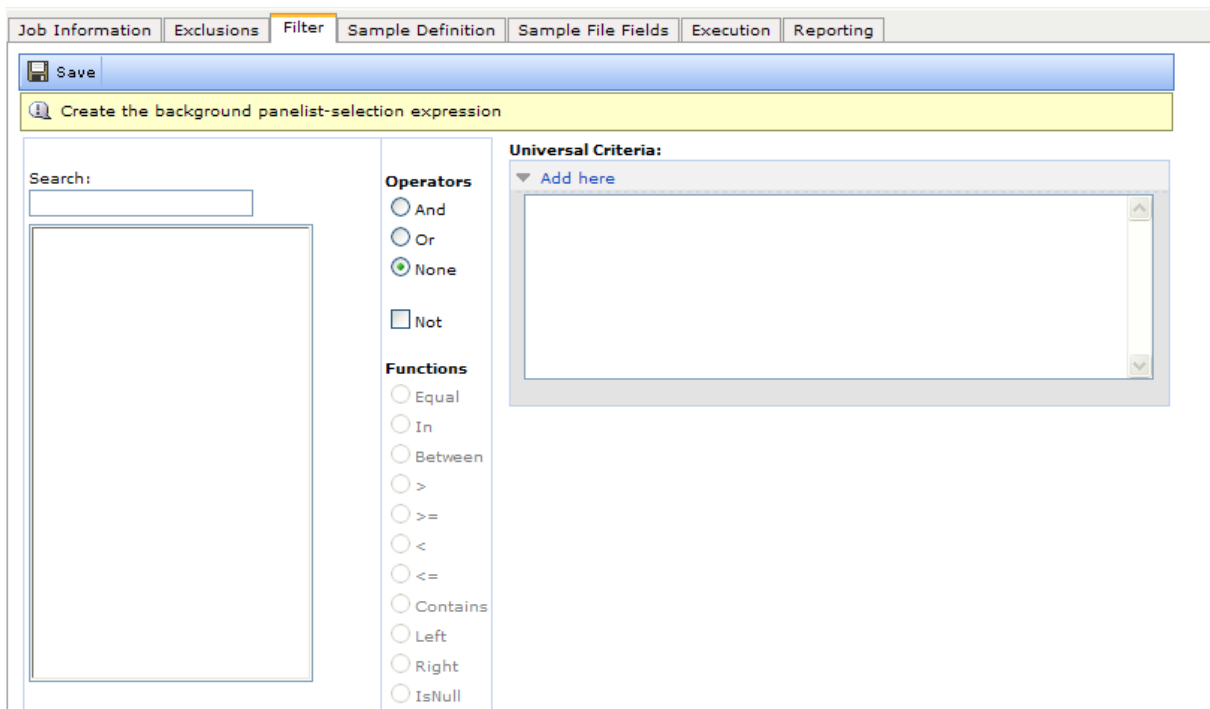 Job Information Exclusions Filter Sample Definition Sample File Fields Execution Reporting
Save
Create the background panelist-selection expression
Search:
Operators
And
Or
None
Not
Functions
Equal
In
Between
>
>=
<
<=
Contains
Left
Right
IsNull
Universal Criteria:
Add here